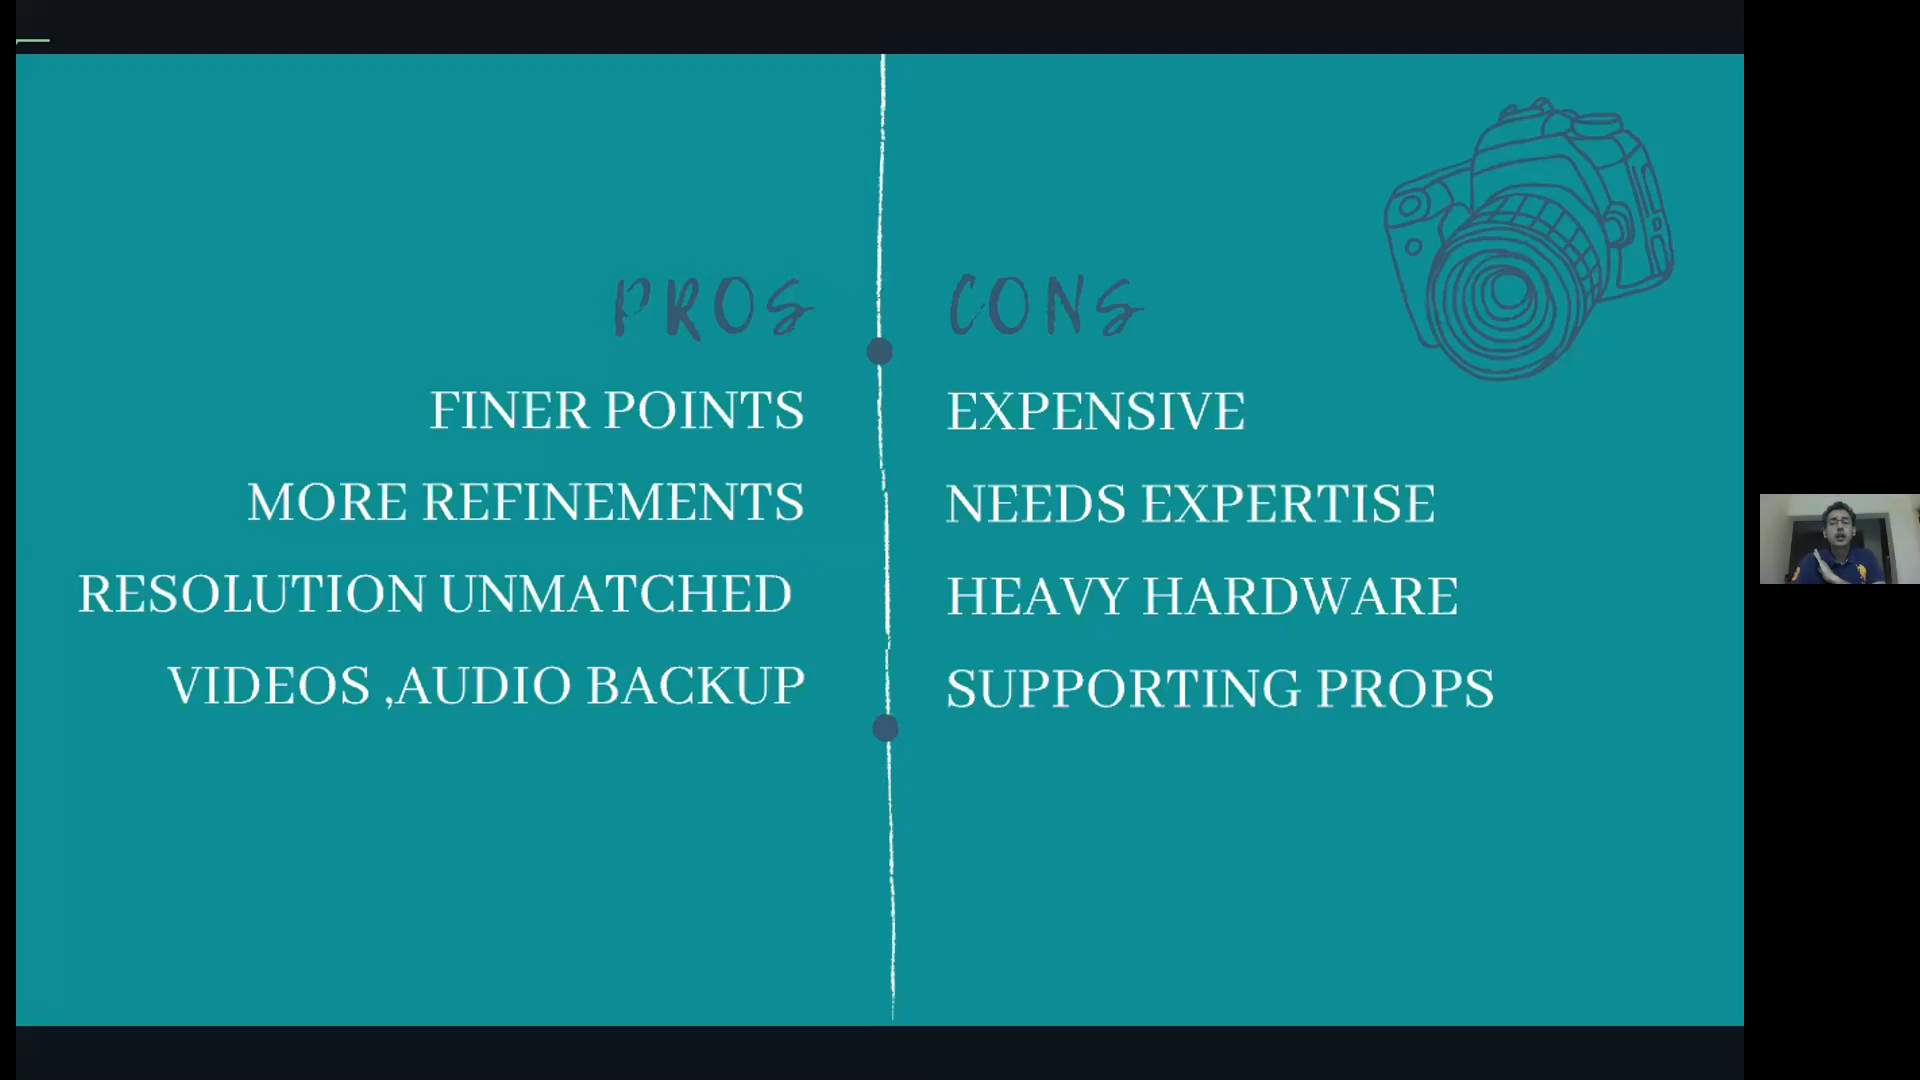 PROS
FINER POINTS
MORE REFINEMENTS
RESOLUTION UNMATCHED
VIDEOS ,AUDIO BACKUP
CONS
EXPENSIVE
NEEDS EXPERTISE
HEAVY HARDWARE
SUPPORTING PROPS